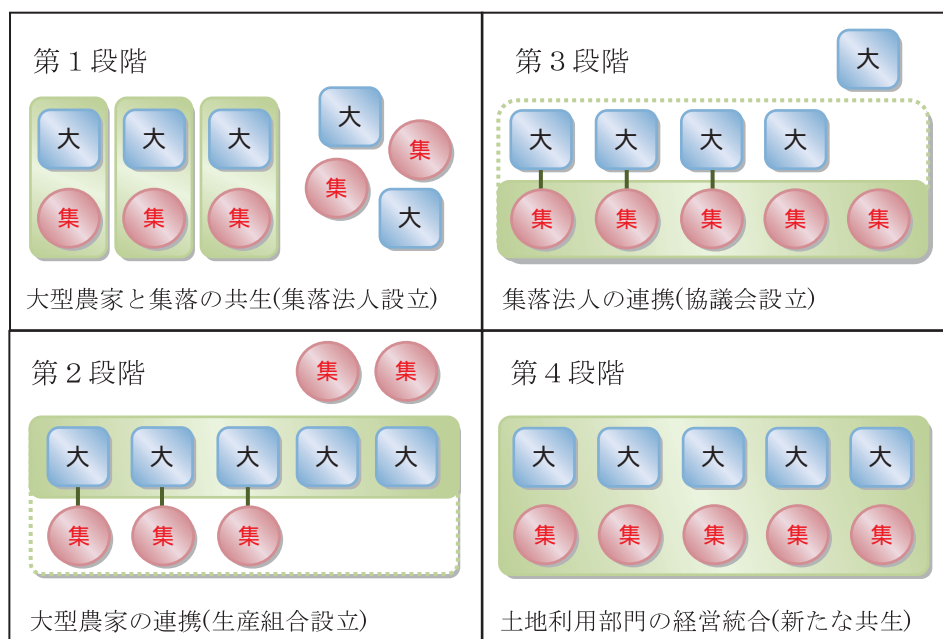 第１段階
大 大 大 大
集
集
集 集 集 大
大型農家と集落の共生(集落法人設立)
第２段階
集 集
大 大 大 大 大
集 集 集
大型農家の連携(生産組合設立)
第３段階
大
大 大 大 大
集 集 集 集 集
集落法人の連携(協議会設立)
第４段階
大 大 大 大 大
集 集 集 集 集
土地利用部門の経営統合(新たな共生)